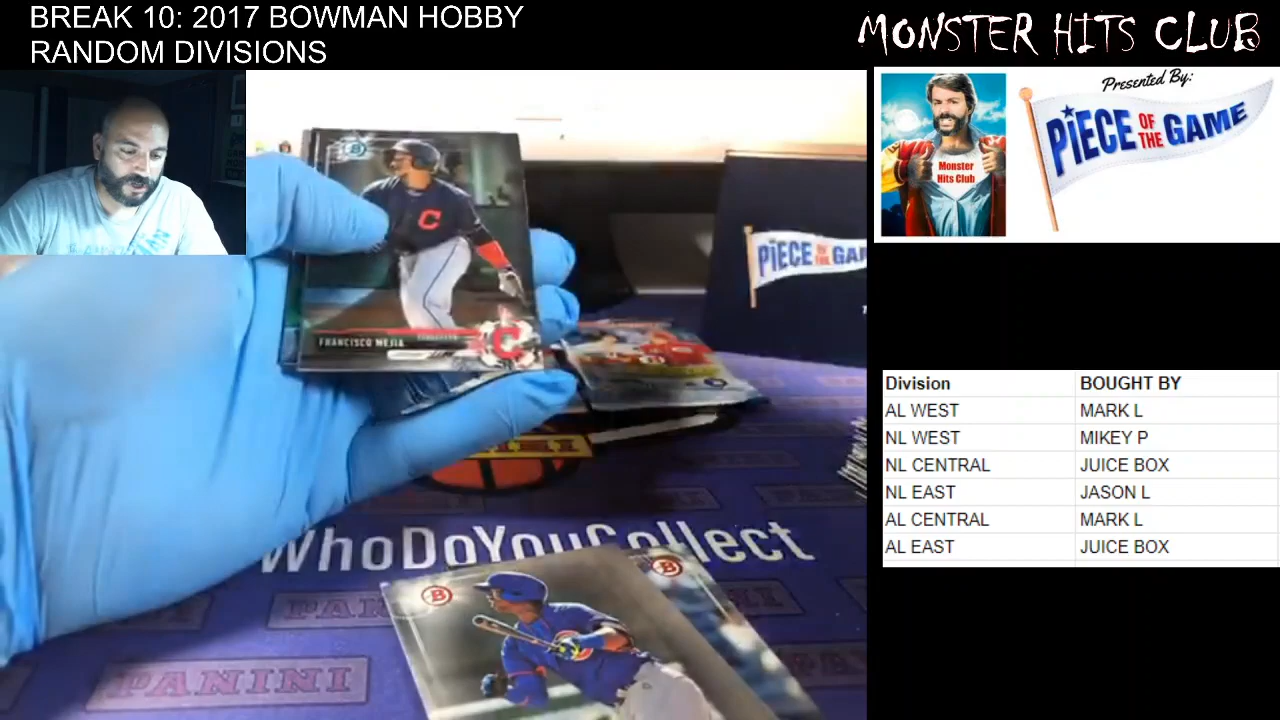 BREAK 10: 2017 BOWMAN HOBBY
RANDOM DIVISIONS
MONSTER HITS CLUB
Presented By:
PiECE OF THE GAME
Monster
Hits Club
B
C
FRANCISCO MEJIA
C
PiECE OF THE GA
WhoDoYouCollect
PANINI
B
B
Division BOUGHT BY
AL WEST MARK L
NL WEST MIKEY P
NL CENTRAL JUICE BOX
NL EAST JASON L
AL CENTRAL MARK L
AL EAST JUICE BOX